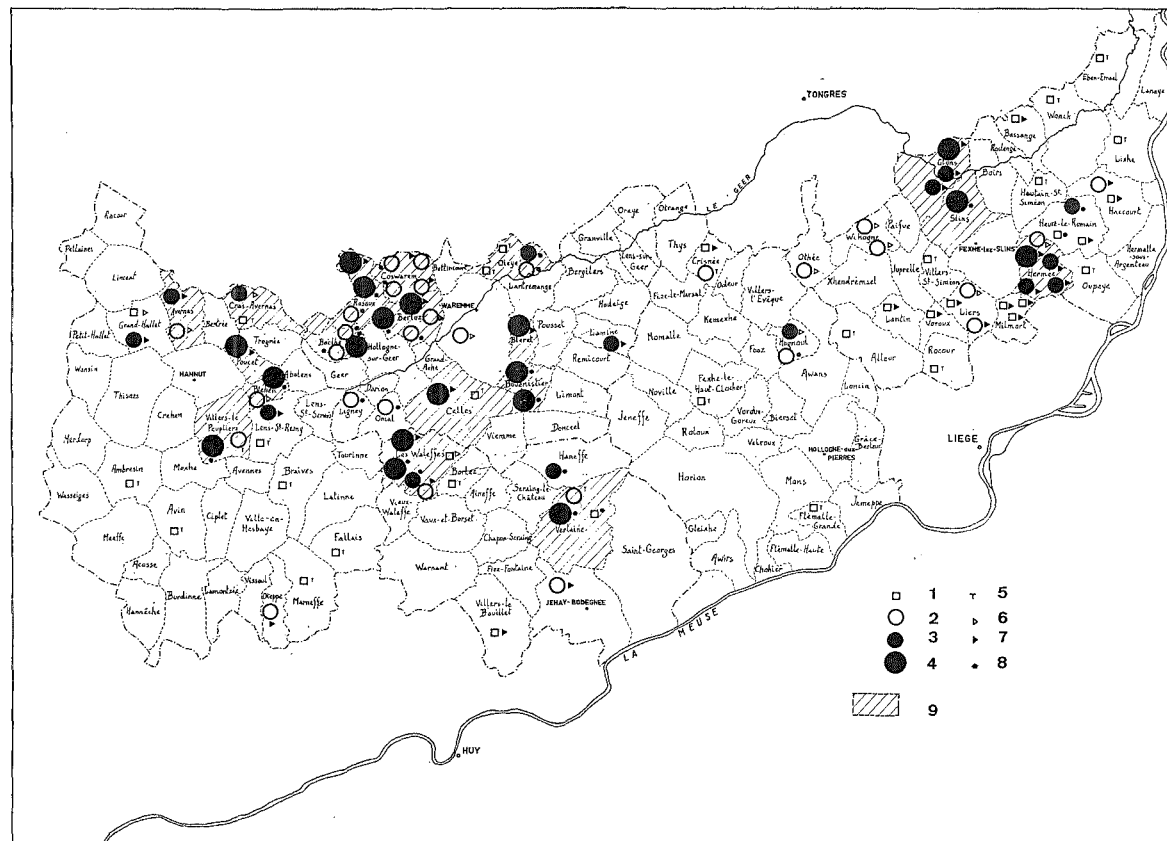 TONGRES
LE GEER
Eben-Emael
Lanaye
Wonck
Bassenge
Roclenge
Lixhe
Glons
Boirs
Houtain-St.
Siméon
Haccourt
Heure-le-Romain
Hermalle
-sous-
Argenteau
Slins
FEXHE-lez-SLINS
Hermée
Oupeye
Racour
Pellaines
Lincent
Oreye
Otrange
Granville
Thys
Crisnée
Lens-sur-
Geer
Bergilers
Odeur
Othée
Wihogne
Paifve
Xhendremael
Juprelle
Villers-
St-Siméon
Liers
Milmort
Voroux
Lantin
Rocour
Bettincourt
Coswarem
Oleye
Lantremange
WAREMME
Rosoux
Berloz
Hodeige
Fize-le-Marsal
Kemexhe
Villers-
l'Evêque
Avernas
Cras-Avernas
Bertrée
Grand-Hallet
Petit-Hallet
Trognée
Poucet
Boëlhe
Hollogne-
sur-Geer
Grand-
Axhe
Bleret
Pousset
Lamine
Momalle
Remicourt
Hognoul
Fooz
Awans
Alleur
Loncin
Wansin
HANNUT
Abolens
Geer
Darion
Ligney
Omal
Celles
Bovenistier
Limont
Noville
Fexhe-le-
Haut-Clocher
Thisnes
Crehen
Villers-le
Peuplier
Lens-St-Remy
Lens-
St-Servais
Viemme
Donceel
Jeneffe
Roloux
Voroux-
Goreux
Bierset
Velroux
Grâce-
Berleur
HOLLOGNE-aux-
PIERRES
LIEGE
Merdorp
Ambresin
Moxhe
Avennes
Braives
Tourinne
Les Waleffes
Borlez
Haneffe
Horion
Mons
Wasseiges
Avin
Ciplet
Ville-en-
Hesbaye
Latinne
Vieux-
Waleffe
Aineffe
Seraing-le
Château
Verlaine
Flémalle-
Grande
Jemeppe
Meeffe
Fallais
Vaux-et-Borset
Chapon-Seraing
Saint-Georges
Gleixhe
Awirs
Flémalle-Haute
Chokier
Acosse
Warnant
Fize-Fontaine
Hannêche
Burdinne
Lamontzée
Vissoul
Oteppe
Marneffe
Villers-le
Bouillet
JEHAY-BODEGNEE
LA MEUSE
HUY
1 T 5
2 6
3 7
4 8
9